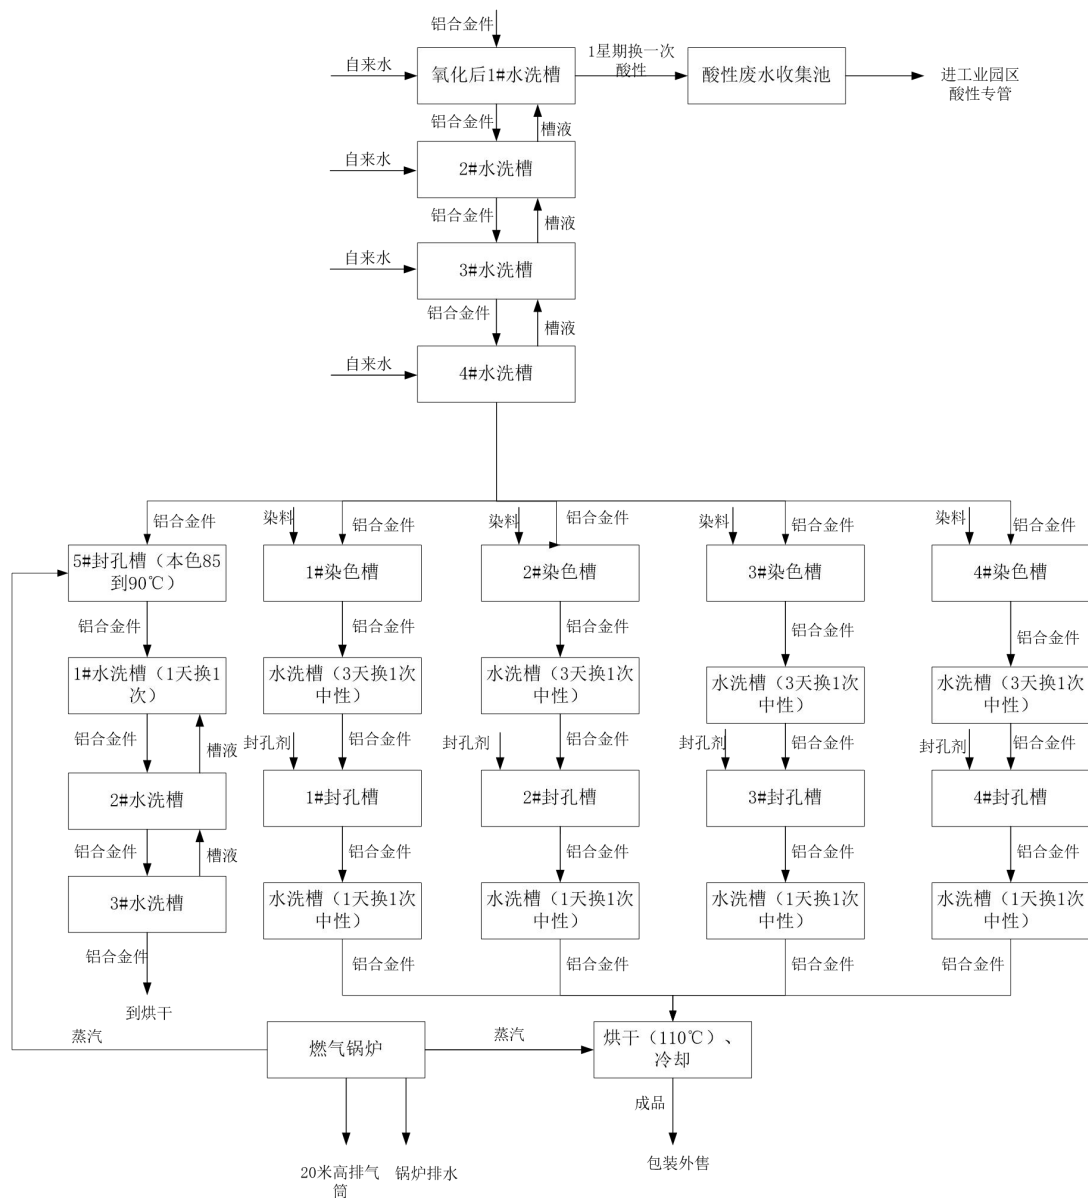 铝合金件
自来水
氧化后1#水洗槽
1星期换一次
酸性
酸性废水收集池
进工业园区
酸性专管
铝合金件
槽液
自来水
2#水洗槽
铝合金件
槽液
自来水
3#水洗槽
铝合金件
槽液
自来水
4#水洗槽
铝合金件
染料
铝合金件
染料
铝合金件
染料
铝合金件
染料
铝合金件
5#封孔槽（本色85
到90℃）
1#染色槽
2#染色槽
3#染色槽
4#染色槽
铝合金件
铝合金件
铝合金件
铝合金件
铝合金件
1#水洗槽（1天换1
次）
水洗槽（3天换1次
中性）
水洗槽（3天换1次
中性）
水洗槽（3天换1次
中性）
水洗槽（3天换1次
中性）
铝合金件
槽液
封孔剂
铝合金件
封孔剂
铝合金件
封孔剂
铝合金件
封孔剂
铝合金件
2#水洗槽
1#封孔槽
2#封孔槽
3#封孔槽
4#封孔槽
铝合金件
槽液
铝合金件
铝合金件
铝合金件
铝合金件
3#水洗槽
水洗槽（1天换1次
中性）
水洗槽（1天换1次
中性）
水洗槽（1天换1次
中性）
水洗槽（1天换1次
中性）
铝合金件
铝合金件
铝合金件
铝合金件
铝合金件
到烘干
蒸汽
燃气锅炉
蒸汽
烘干（110℃）、
冷却
成品
20米高排气
筒
锅炉排水
包装外售